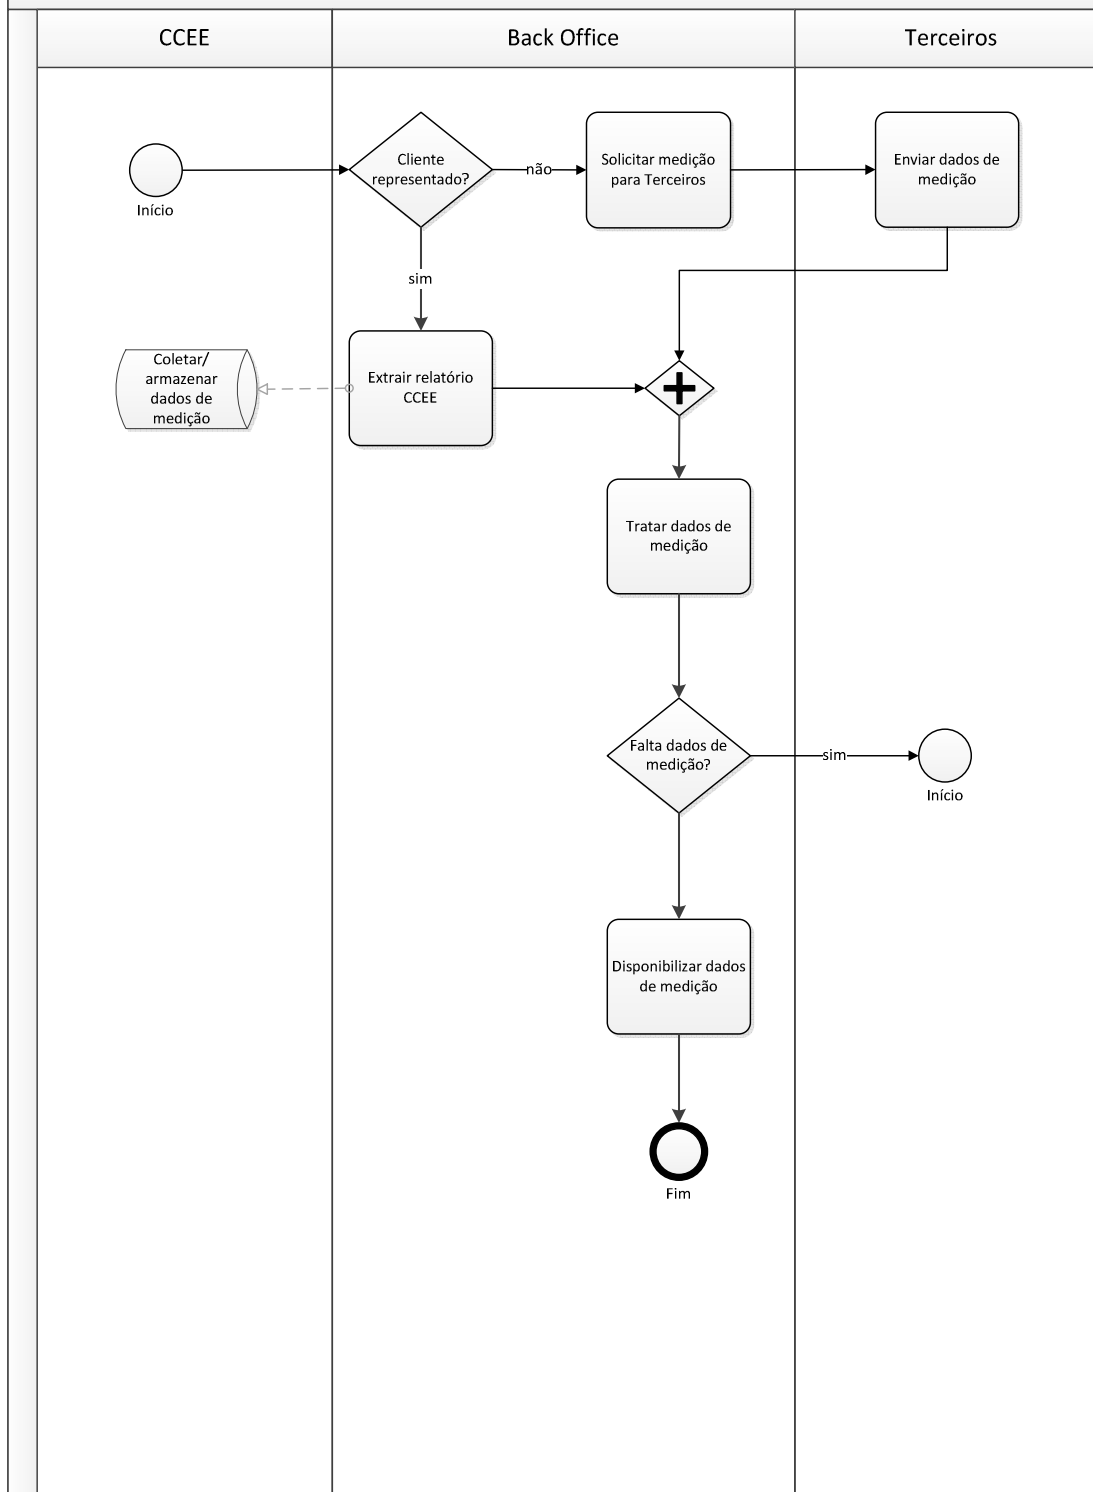 CCEE
Back Office
Terceiros
Cliente
representado?
não
Solicitar medição
para Terceiros
Enviar dados de
medição
Início
sim
Coletar/
armazenar
dados de
medição
Extrair relatório
CCEE
Tratar dados de
medição
Falta dados de
medição?
sim
Início
Disponibilizar dados
de medição
Fim